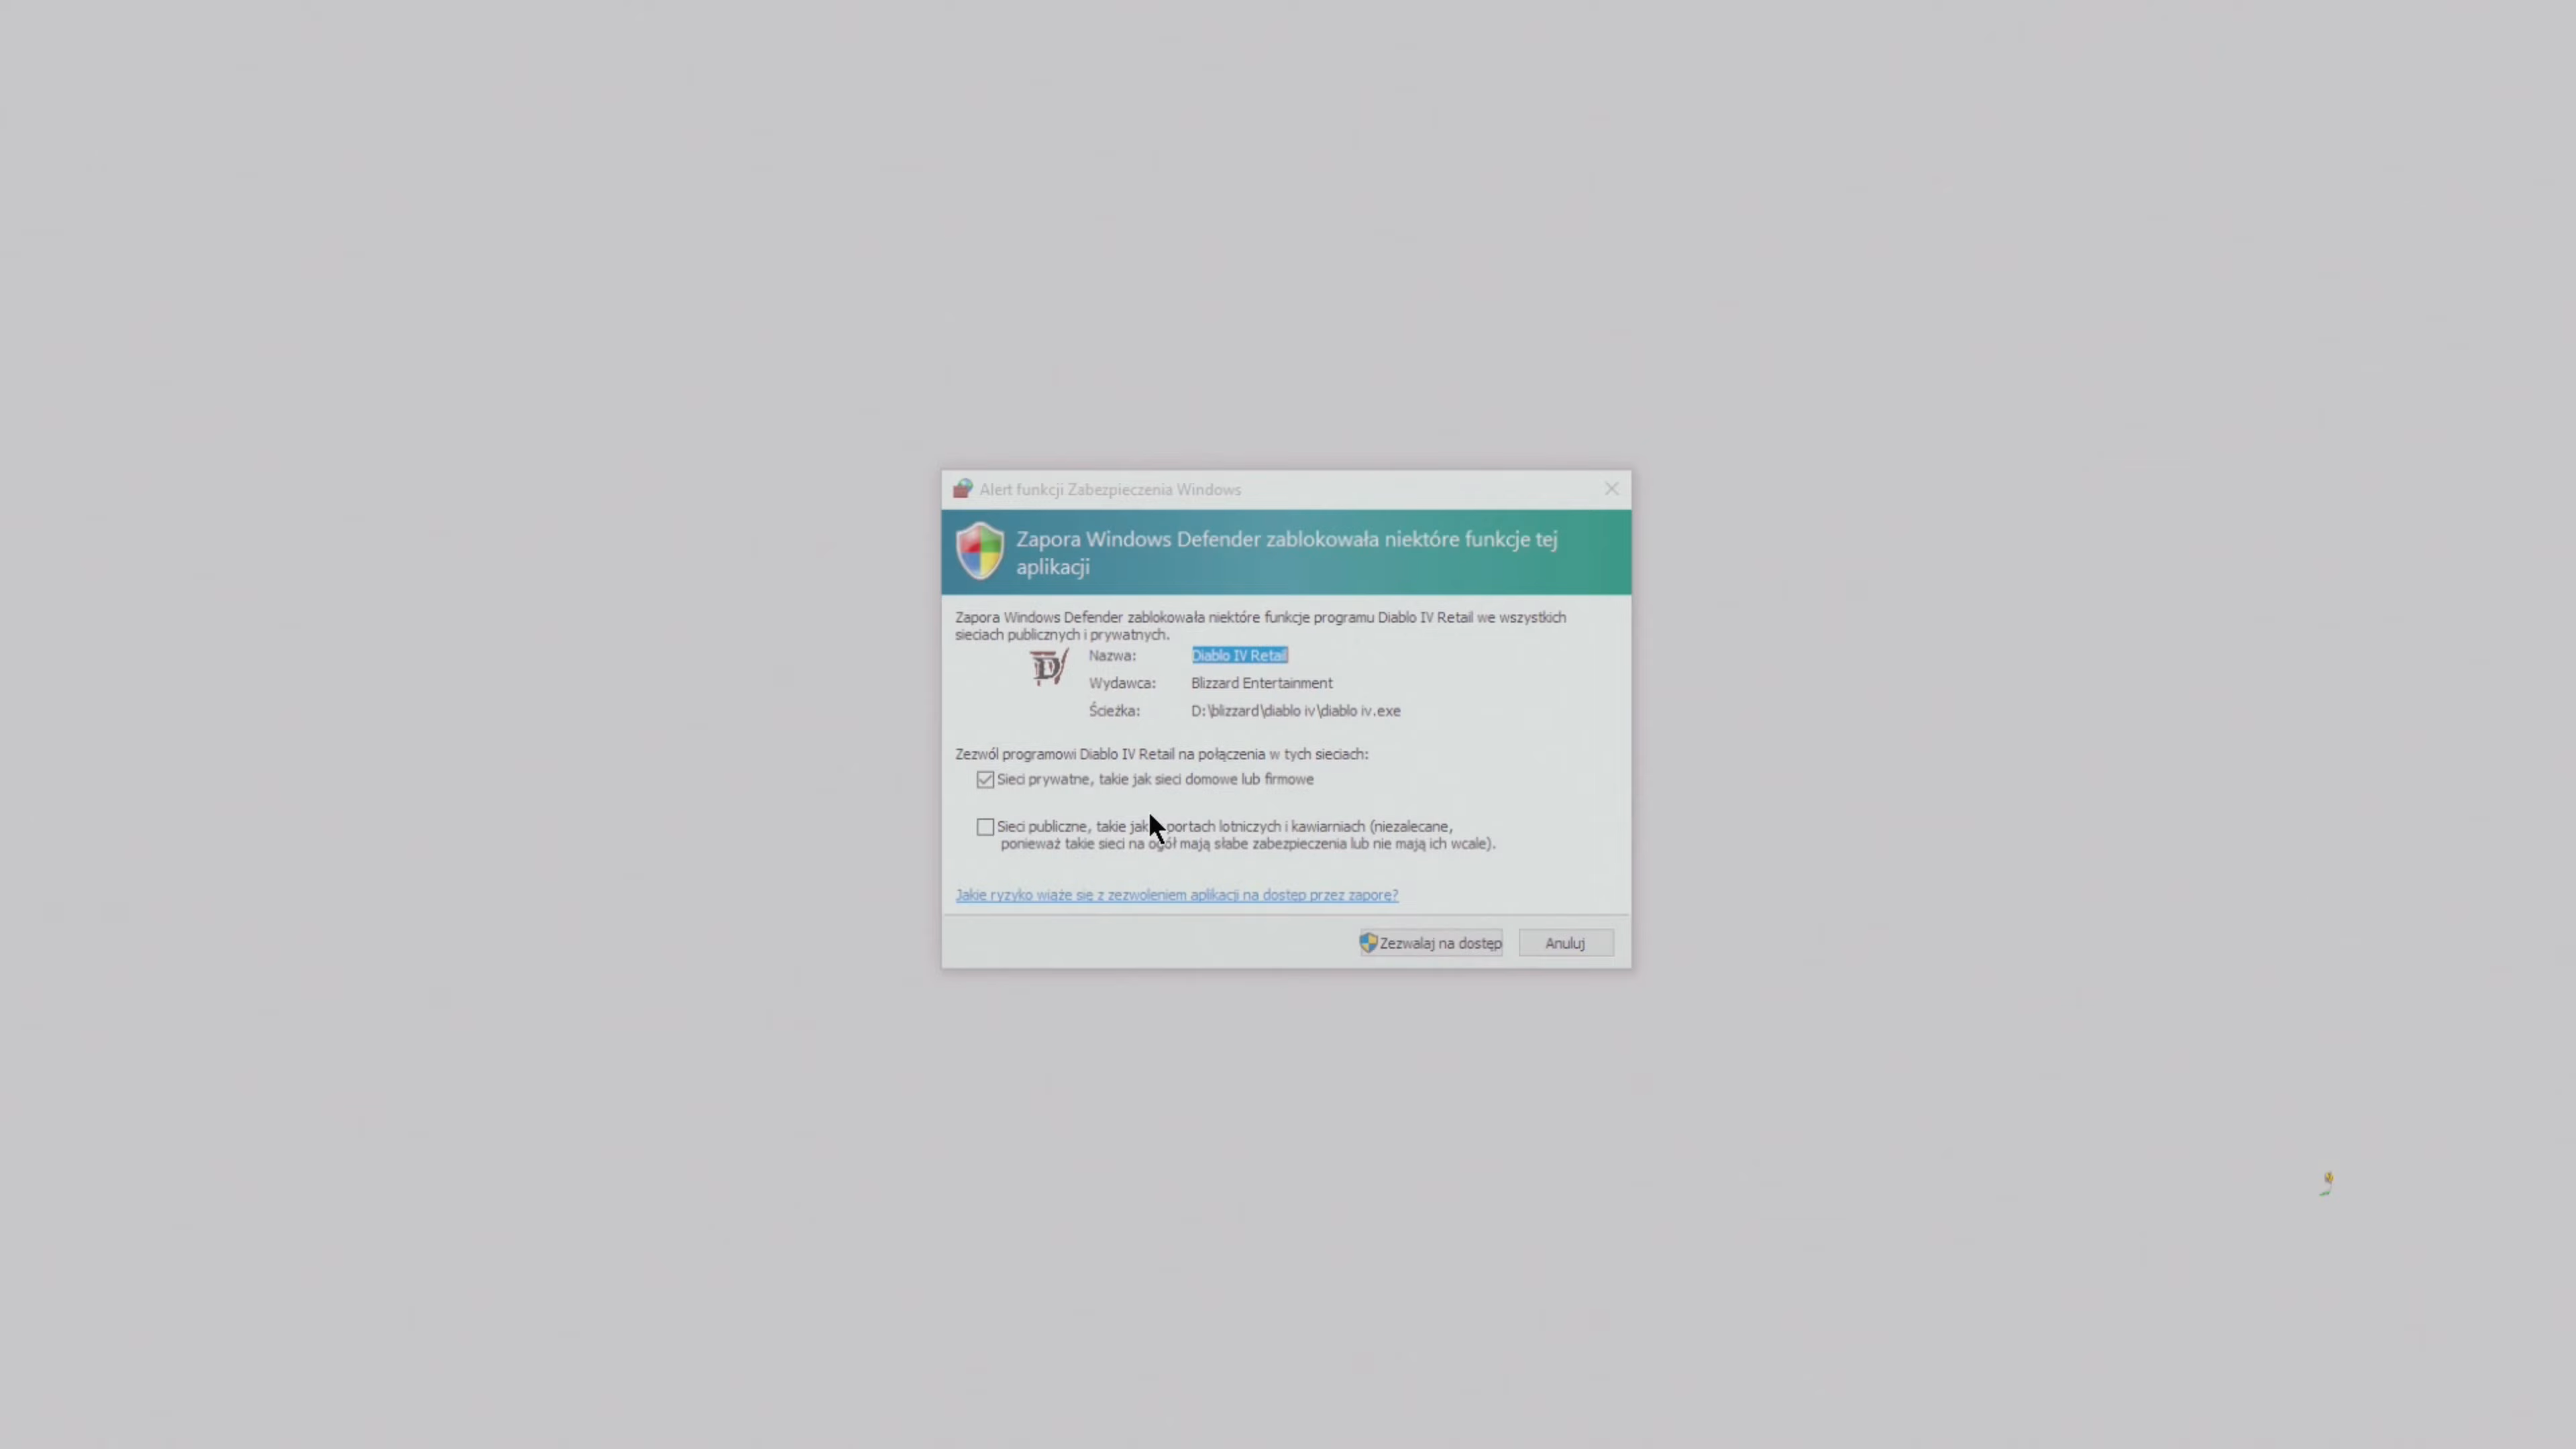 Alert funkcji Zabezpieczenia Windows
Zapora Windows Defender zablokowała niektóre funkcje tej
aplikacji
Zapora Windows Defender zablokowała niektóre funkcje programu Diablo IV Retail we wszystkich
sieciach publicznych i prywatnych.
Nazwa: Diablo IV Retail
Wydawca: Blizzard Entertainment
Ścieżka: D:\blizzard\diablo iv\diablo iv.exe
Zezwól programowi Diablo IV Retail na połączenia w tych sieciach:
Sieci prywatne, takie jak sieci domowe lub firmowe
Sieci publiczne, takie jak portach lotniczych i kawiarniach (niezalecane,
ponieważ takie sieci na ogół mają słabe zabezpieczenia lub nie mają ich wcale).
Jakie ryzyko wiąże się z zezwoleniem aplikacji na dostęp przez zaporę?
Zezwalaj na dostęp Anuluj